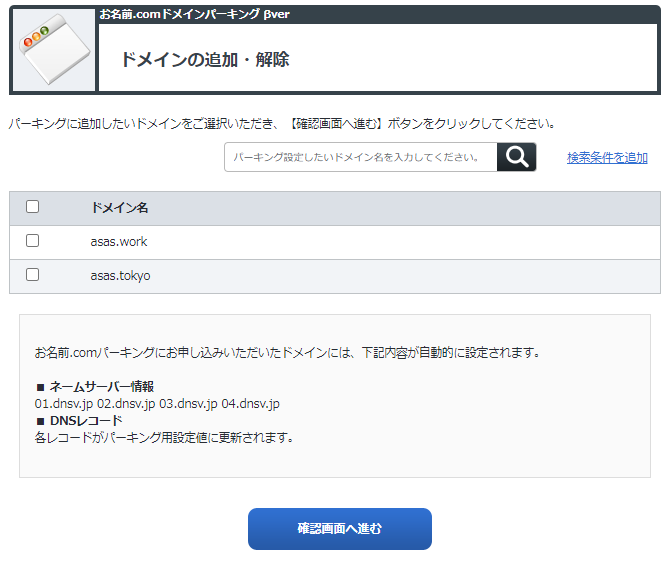 お名前.comドメインパーキング βver
ドメインの追加・解除
パーキングに追加したいドメインをご選択いただき、【確認画面へ進む】ボタンをクリックしてください。
パーキング設定したいドメイン名を入力してください。
検索条件を追加
ドメイン名
asas.work
asas.tokyo
お名前.comパーキングにお申し込みいただいたドメインには、下記内容が自動的に設定されます。
■ ネームサーバー情報
01.dnsv.jp 02.dnsv.jp 03.dnsv.jp 04.dnsv.jp
■ DNSレコード
各レコードがパーキング用設定値に更新されます。
確認画面へ進む